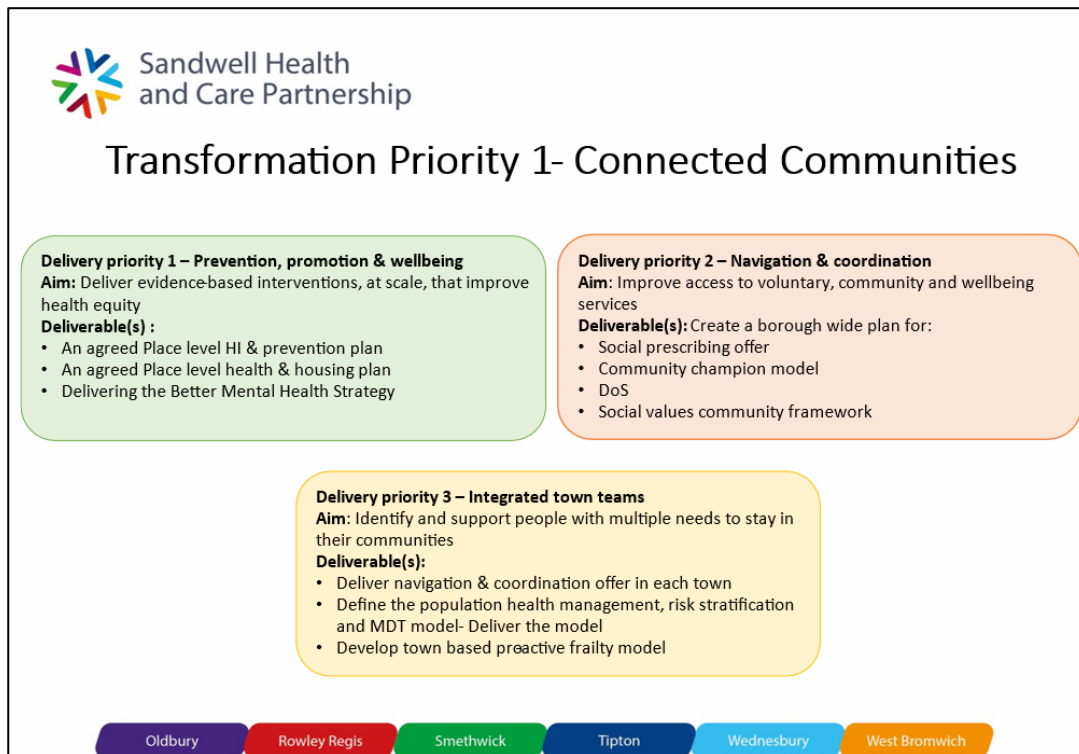 Sandwell Health
and Care Partnership
Transformation Priority 1- Connected Communities
Delivery priority 1 – Prevention, promotion & wellbeing
Aim: Deliver evidence-based interventions, at scale, that improve
health equity
Deliverable(s) :
• An agreed Place level HI & prevention plan
• An agreed Place level health & housing plan
• Delivering the Better Mental Health Strategy
Delivery priority 2 – Navigation & coordination
Aim: Improve access to voluntary, community and wellbeing
services
Deliverable(s): Create a borough wide plan for:
• Social prescribing offer
• Community champion model
• DoS
• Social values community framework
Delivery priority 3 – Integrated town teams
Aim: Identify and support people with multiple needs to stay in
their communities
Deliverable(s):
• Deliver navigation & coordination offer in each town
• Define the population health management, risk stratification
and MDT model- Deliver the model
• Develop town based proactive frailty model
Oldbury
Rowley Regis
Smethwick
Tipton
Wednesbury
West Bromwich